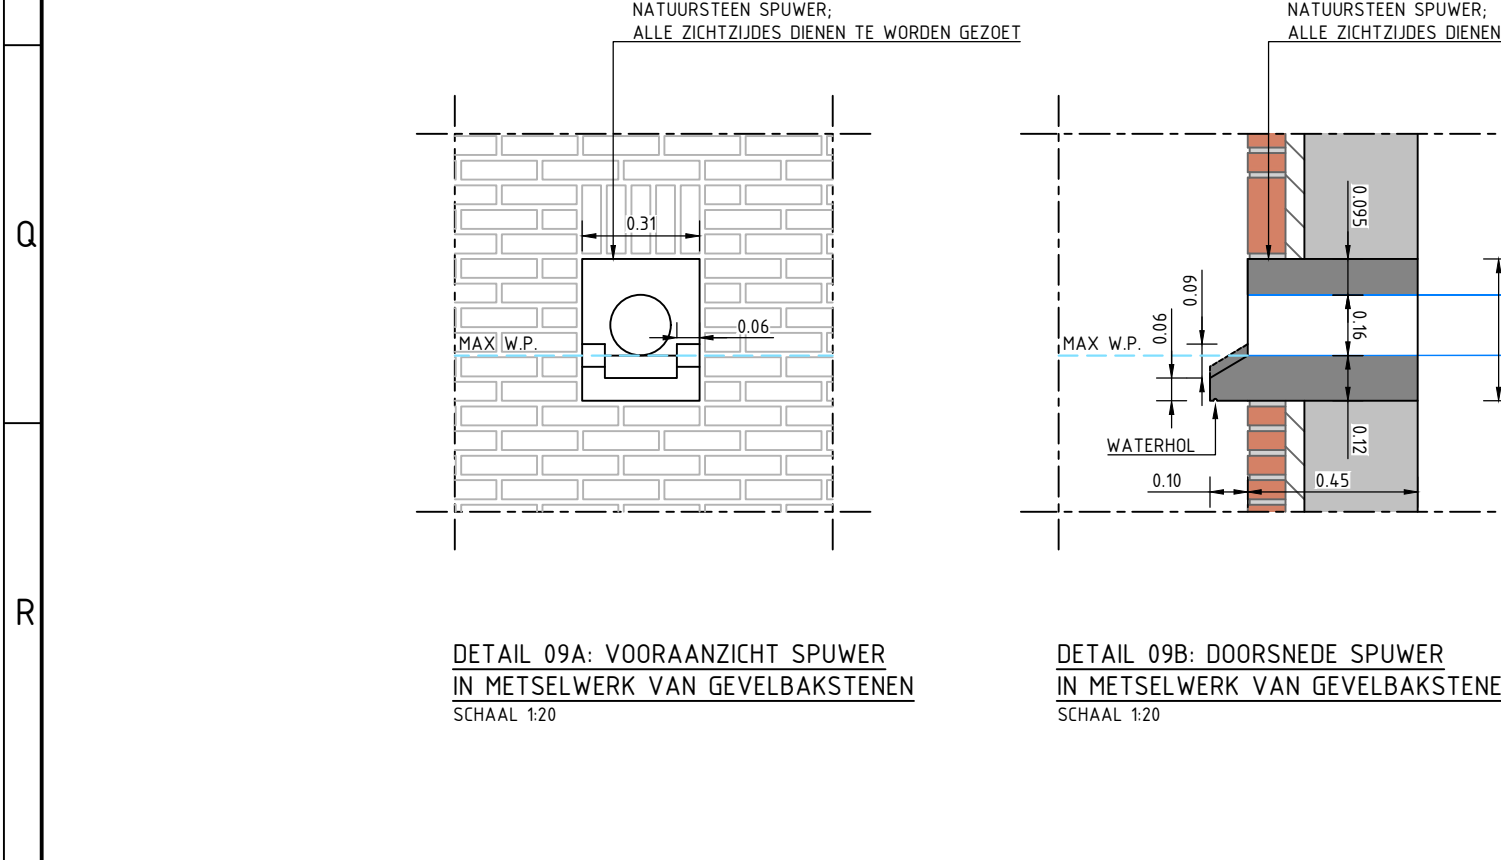 NATUURSTEEN SPUWER;
ALLE ZICHTZIJDES DIENEN TE WORDEN GEZOET
NATUURSTEEN SPUWER;
ALLE ZICHTZIJDES DIENEN
Q
R
0.31
0.06
MAX W.P.
0.095
0.09
0.06
0.16
MAX W.P.
0.12
WATERHOL
0.10
0.45
DETAIL 09A: VOORAANZICHT SPUWER
IN METSELWERK VAN GEVELBAKSTENEN
SCHAAL 1:20
DETAIL 09B: DOORSNEDE SPUWER
IN METSELWERK VAN GEVELBAKSTENE
SCHAAL 1:20